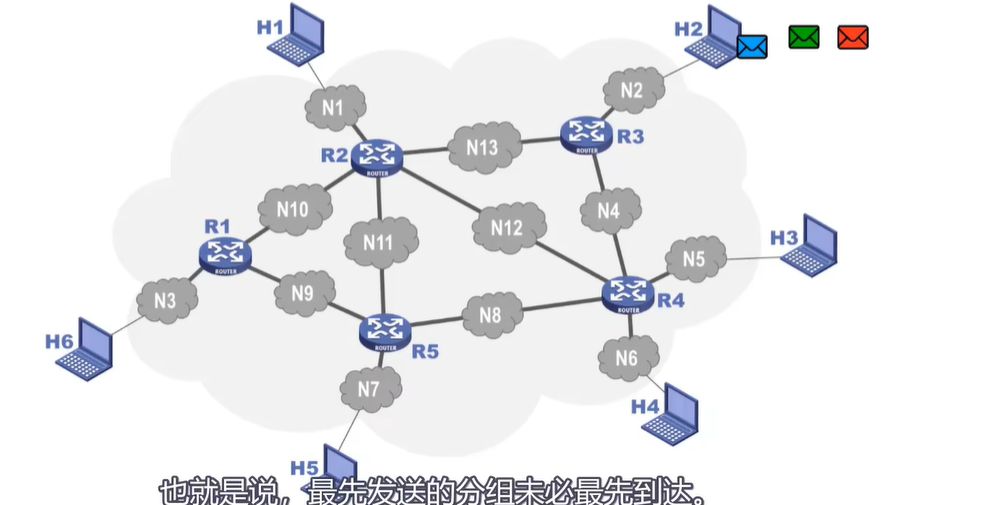 H1
H2
N1
N2
R2
N13
R3
ROUTER
ROUTER
N10
N11
N12
N4
R1
ROUTER
H3
N5
N3
N9
N8
R4
ROUTER
H6
R5
ROUTER
N6
N7
H4
H5
也就是说，最先发送的分组未必最先到达。